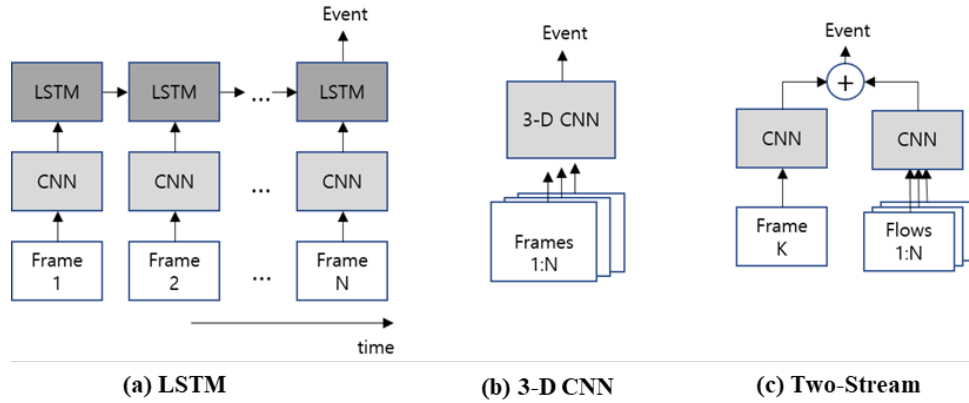 Event
LSTM
LSTM
...
LSTM
CNN
CNN
...
CNN
Frame
1
Frame
2
...
Frame
N
time
(a) LSTM
Event
3-D CNN
Frames
1:N
(b) 3-D CNN
Event
+
CNN
CNN
Frame
K
Flows
1:N
(c) Two-Stream